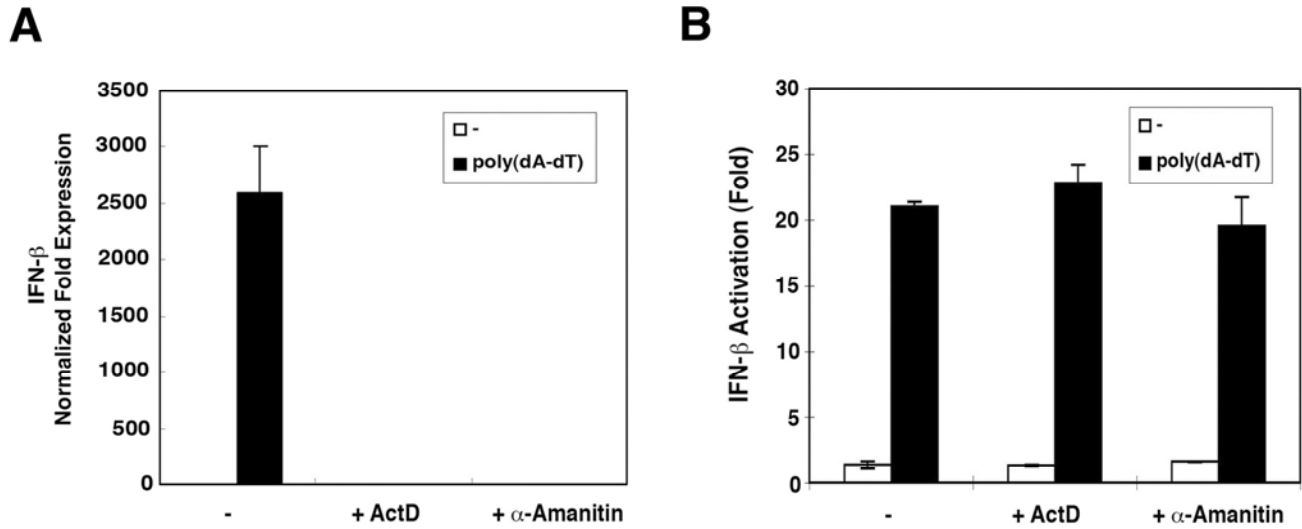 A
IFN-β
Normalized Fold Expression
3500
3000
2500
2000
1500
1000
500
0
-
poly(dA-dT)
-
+ ActD
+ α-Amanitin
B
IFN-β Activation (Fold)
30
25
20
15
10
5
0
-
poly(dA-dT)
-
+ ActD
+ α-Amanitin